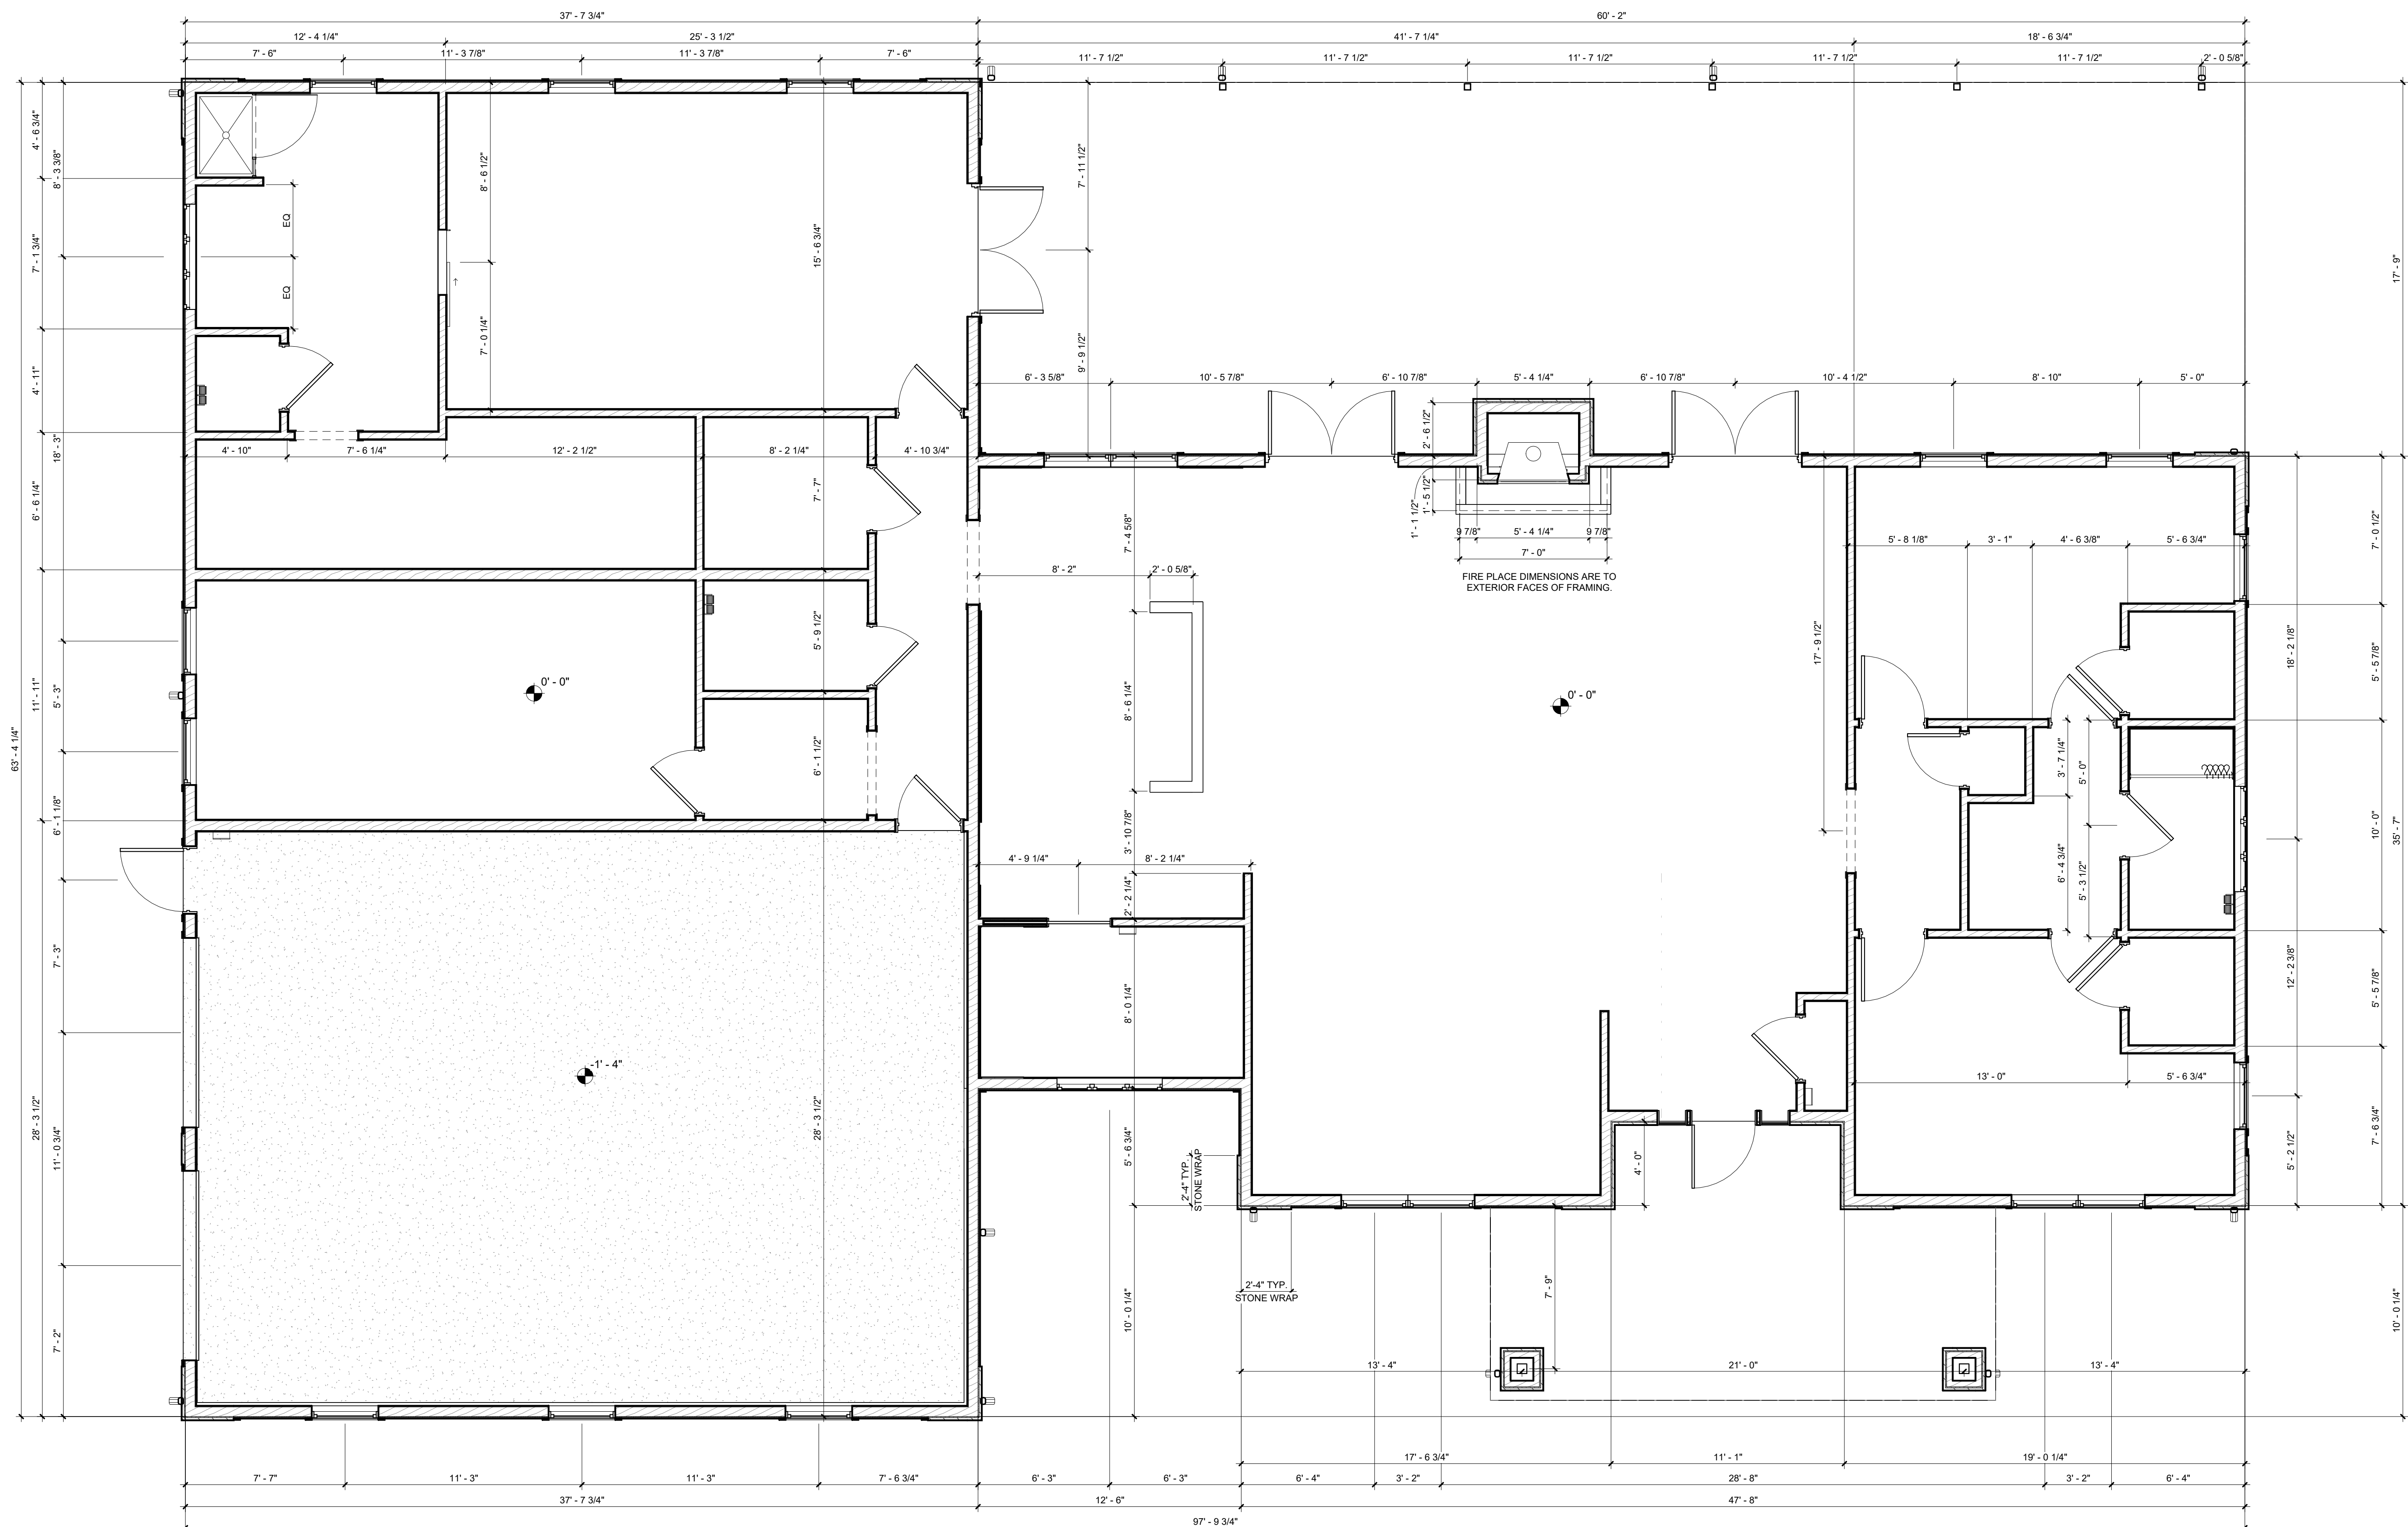 37' - 7 3/4"
60' - 2"
12' - 4 1/4"
25' - 3 1/2"
41' - 7 1/4"
18' - 6 3/4"
7' - 6"
11' - 3 7/8"
11' - 3 7/8"
7' - 6"
11' - 7 1/2"
11' - 7 1/2"
11' - 7 1/2"
11' - 7 1/2"
11' - 7 1/2"
2' - 0 5/8"
4' - 6 3/4"
8' - 3 3/8"
8' - 6 1/2"
7' - 11 1/2"
EQ
7' - 1 3/4"
15' - 6 3/4"
17' - 9"
EQ
7' - 0 1/4"
9' - 9 1/2"
4' - 11"
6' - 3 5/8"
10' - 5 7/8"
6' - 10 7/8"
5' - 4 1/4"
6' - 10 7/8"
10' - 4 1/2"
8' - 10"
5' - 0"
2' - 6 1/2"
18' - 3"
4' - 10"
7' - 6 1/4"
12' - 2 1/2"
8' - 2 1/4"
4' - 10 3/4"
6' - 6 1/4"
7' - 7"
7' - 4 5/8"
1' - 1 1/2"
1' - 5 1/2"
9 7/8"
5' - 4 1/4"
9 7/8"
7' - 0"
5' - 8 1/8"
3' - 1"
4' - 6 3/8"
5' - 6 3/4"
7' - 0 1/2"
8' - 2"
2' - 0 5/8"
FIRE PLACE DIMENSIONS ARE TO
EXTERIOR FACES OF FRAMING.
5' - 9 1/2"
17' - 9 1/2"
18' - 2 1/8"
5' - 5 7/8"
0' - 0"
0' - 0"
11' - 11"
5' - 3"
8' - 6 1/4"
63' - 4 1/4"
6' - 1 1/2"
3' - 7 1/4"
5' - 0"
6' - 1 1/8"
3' - 10 7/8"
10' - 0"
35' - 7"
4' - 9 1/4"
8' - 2 1/4"
6' - 4 3/4"
5' - 3 1/2"
2' - 2 1/4"
7' - 3"
8' - 0 1/4"
12' - 2 3/8"
5' - 5 7/8"
-1' - 4"
13' - 0"
5' - 6 3/4"
28' - 3 1/2"
11' - 0 3/4"
28' - 3 1/2"
5' - 6 3/4"
2'-4" TYP.
STONE WRAP
4' - 0"
5' - 2 1/2"
7' - 6 3/4"
2'-4" TYP.
STONE WRAP
7' - 9"
10' - 0 1/4"
10' - 0 1/4"
7' - 2"
13' - 4"
21' - 0"
13' - 4"
17' - 6 3/4"
11' - 1"
19' - 0 1/4"
7' - 7"
11' - 3"
11' - 3"
7' - 6 3/4"
6' - 3"
6' - 3"
6' - 4"
3' - 2"
28' - 8"
3' - 2"
6' - 4"
37' - 7 3/4"
12' - 6"
47' - 8"
97' - 9 3/4"